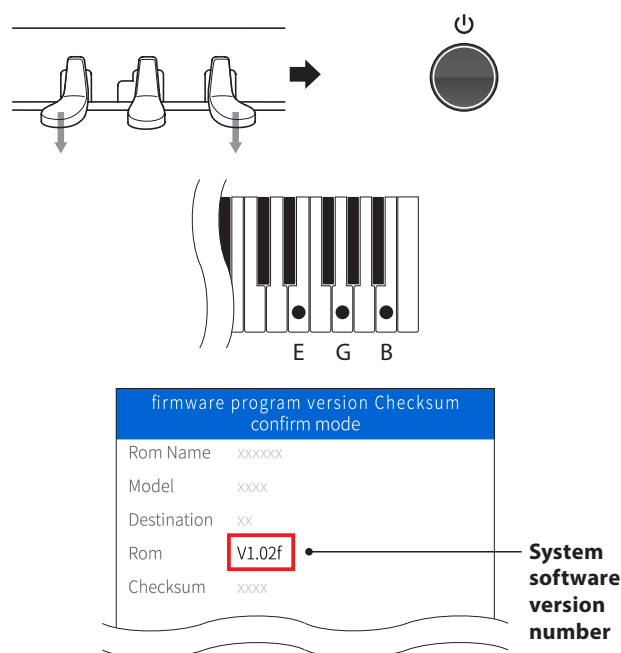 E G B
firmware program version Checksum
confirm mode
Rom Name xxxxxx
Model xxxx
Destination xx
Rom V1.02f
Checksum xxxx
System
software
version
number